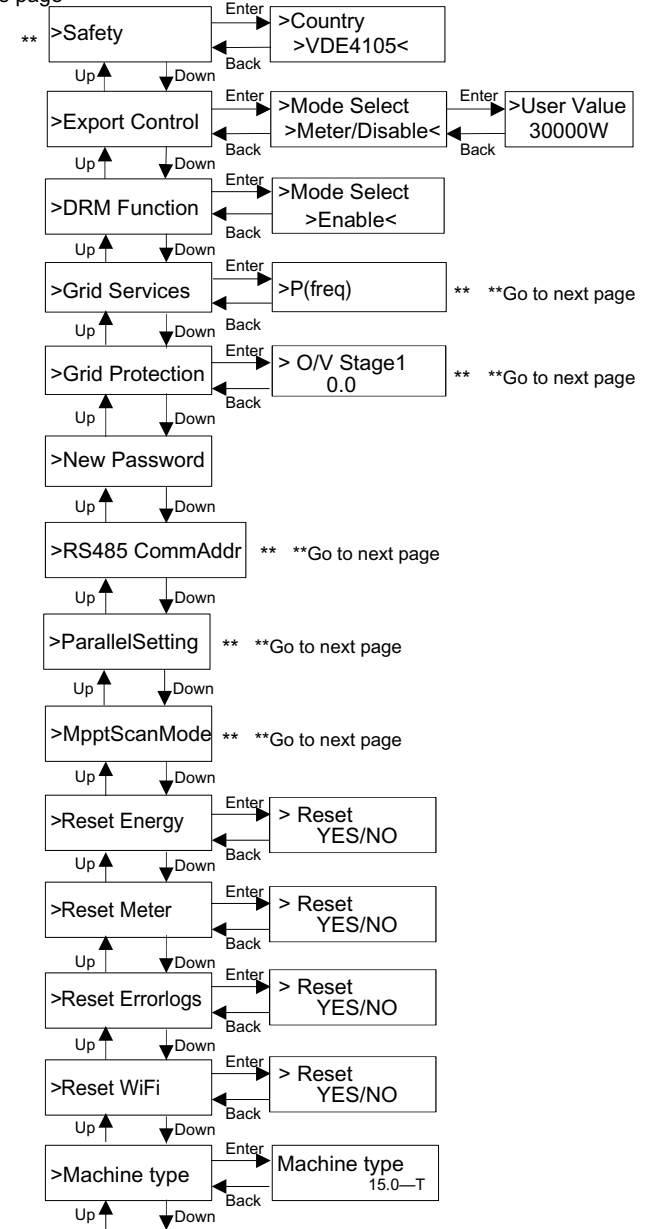 s page
** >Safety Enter >Country
>VDE4105<
Back
Up Down
>Export Control Enter >Mode Select Enter >User Value
>Meter/Disable< 30000W
Back Back
Up Down
>DRM Function Enter >Mode Select
>Enable<
Back
Up Down
>Grid Services Enter >P(freq) ** **Go to next page
Back
Up Down
>Grid Protection Enter > O/V Stage1 ** **Go to next page
0.0
Back
Up Down
>New Password
Up Down
>RS485 CommAddr ** **Go to next page
Up Down
>ParallelSetting ** **Go to next page
Up Down
>MpptScanMode ** **Go to next page
Up Down
>Reset Energy Enter > Reset
YES/NO
Back
Up Down
>Reset Meter Enter > Reset
YES/NO
Back
Up Down
>Reset Errorlogs Enter > Reset
YES/NO
Back
Up Down
>Reset WiFi Enter > Reset
YES/NO
Back
Up Down
>Machine type Enter Machine type
15.0—T
Back
Up Down